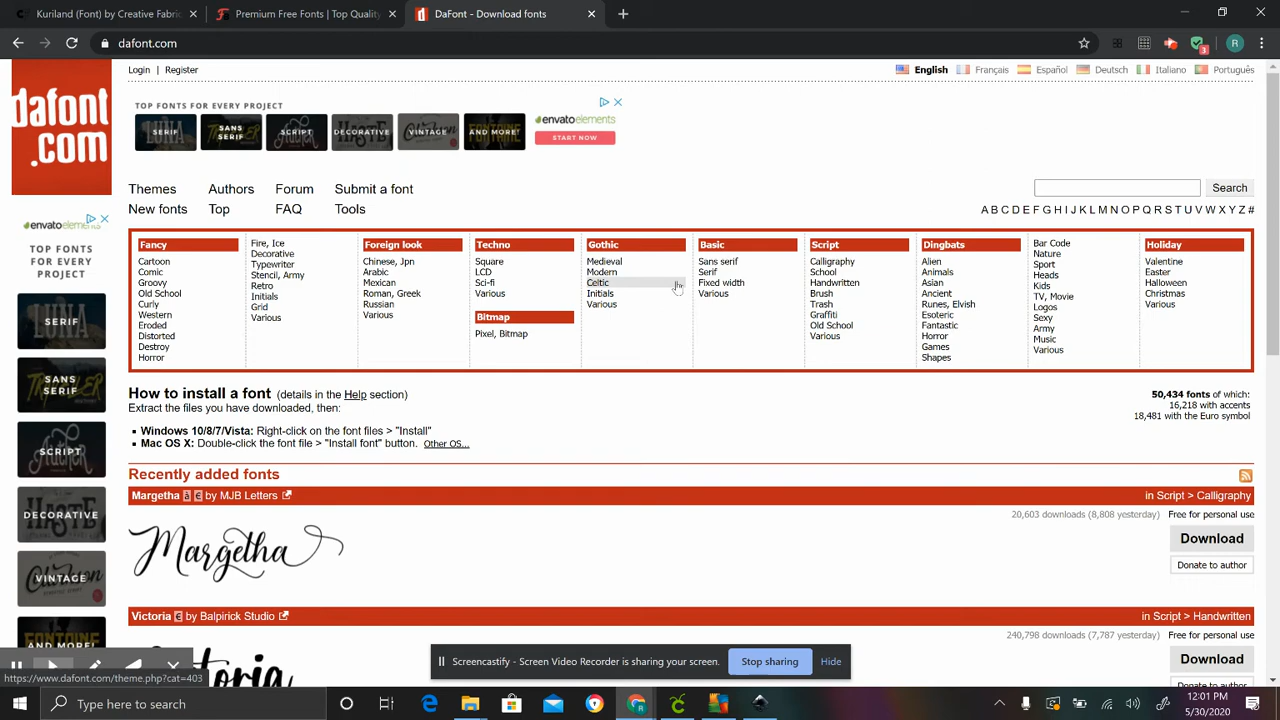 Kuriland (Font) by Creative Fabric
Premium Free Fonts | Top Quality
DaFont - Download fonts
dafont.com
3
R
Login | Register
English Français Español Deutsch Italiano Português
dafont
.com
TOP FONTS FOR EVERY PROJECT
SERIF
SANS SERIF
SCRIPT
DECORATIVE
VINTAGE
AND MORE!
envatoelements
START NOW
Themes Authors Forum Submit a font
New fonts Top FAQ Tools
Search
A B C D E F G H I J K L M N O P Q R S T U V W X Y Z #
envatoelements
TOP FONTS
FOR EVERY
PROJECT
SERIF
SANS
SERIF
SCRIPT
DECORATIVE
VINTAGE
AND MORE!
Fancy
Cartoon
Comic
Groovy
Old School
Curly
Western
Eroded
Distorted
Destroy
Horror
Fire, Ice
Decorative
Typewriter
Stencil, Army
Retro
Initials
Grid
Various
Foreign look
Chinese, Jpn
Arabic
Mexican
Roman, Greek
Russian
Various
Techno
Square
LCD
Sci-fi
Various
Bitmap
Pixel, Bitmap
Gothic
Medieval
Modern
Celtic
Initials
Various
Basic
Sans serif
Serif
Fixed width
Various
Script
Calligraphy
School
Handwritten
Brush
Trash
Graffiti
Old School
Various
Dingbats
Alien
Animals
Asian
Ancient
Runes, Elvish
Esoteric
Fantastic
Horror
Games
Shapes
Bar Code
Nature
Sport
Heads
Kids
TV, Movie
Logos
Sexy
Army
Music
Various
Holiday
Valentine
Easter
Halloween
Christmas
Various
How to install a font (details in the Help section)
Extract the files you have downloaded, then:
Windows 10/8/7/Vista: Right-click on the font files > "Install"
Mac OS X: Double-click the font file > "Install font" button. Other OS...
50,434 fonts of which:
16,218 with accents
18,481 with the Euro symbol
Recently added fonts
Margetha à € by MJB Letters
in Script > Calligraphy
20,603 downloads (8,808 yesterday) Free for personal use
Margetha
Download
Donate to author
Victoria € by Balpirick Studio
in Script > Handwritten
240,798 downloads (7,787 yesterday) Free for personal use
Download
Screencastify - Screen Video Recorder is sharing your screen. Stop sharing Hide
https://www.dafont.com/theme.php?cat=403
Type here to search
12:01 PM
5/30/2020